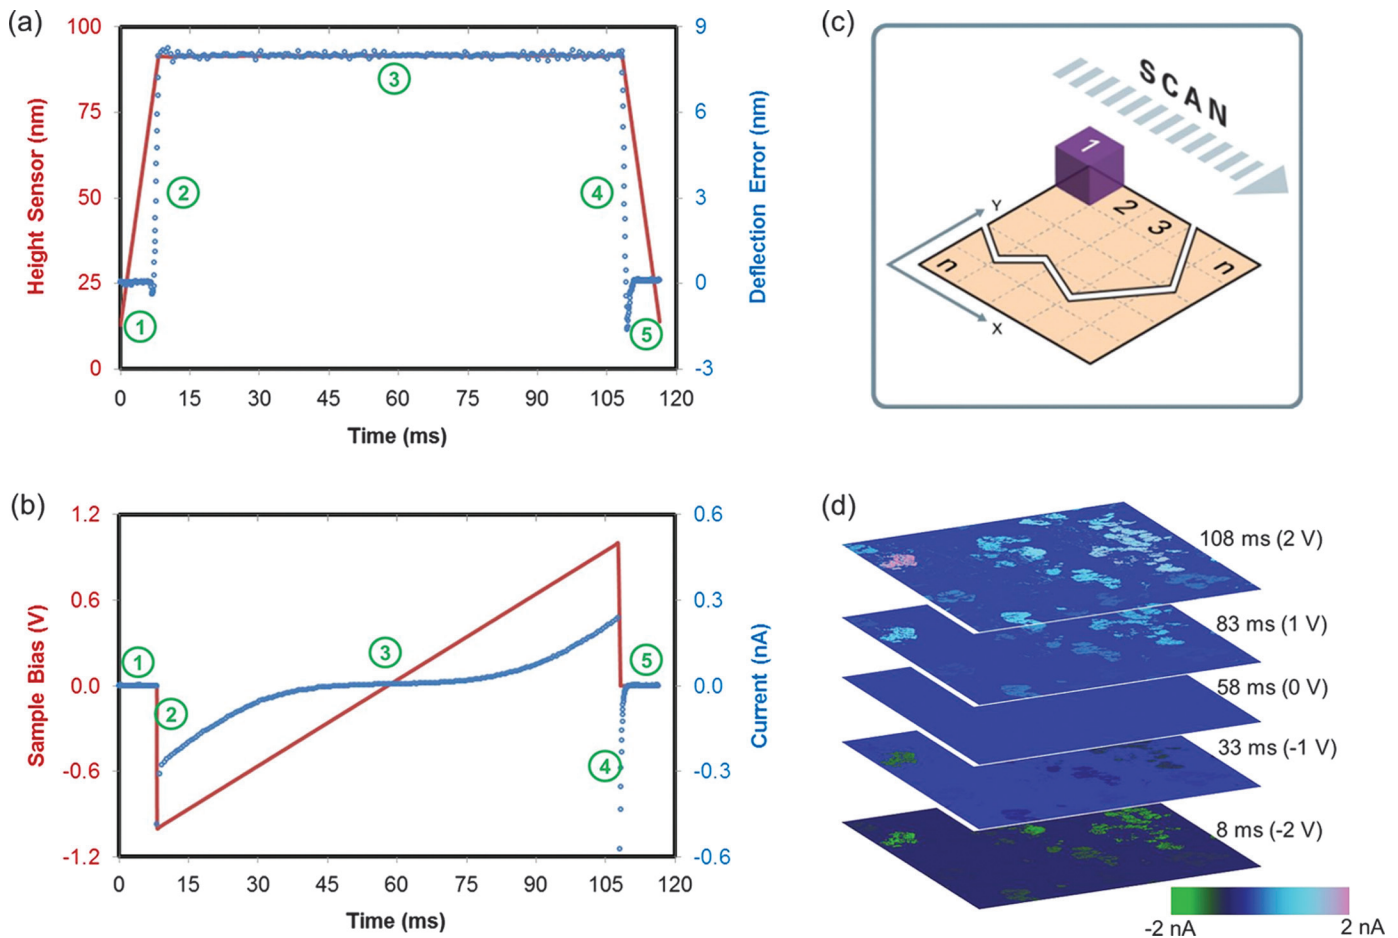 (a)
100
75
50
25
0
Height Sensor (nm)
9
6
3
0
-3
Deflection Error (nm)
1
2
3
4
5
0 15 30 45 60 75 90 105 120
Time (ms)
(b)
1.2
0.6
0.0
-0.6
-1.2
Sample Bias (V)
0.6
0.3
0.0
-0.3
-0.6
Current (nA)
1
2
3
4
5
0 15 30 45 60 75 90 105 120
Time (ms)
(c)
SCAN
1
2
3
n
n
Y
X
(d)
108 ms (2 V)
83 ms (1 V)
58 ms (0 V)
33 ms (-1 V)
8 ms (-2 V)
-2 nA 2 nA